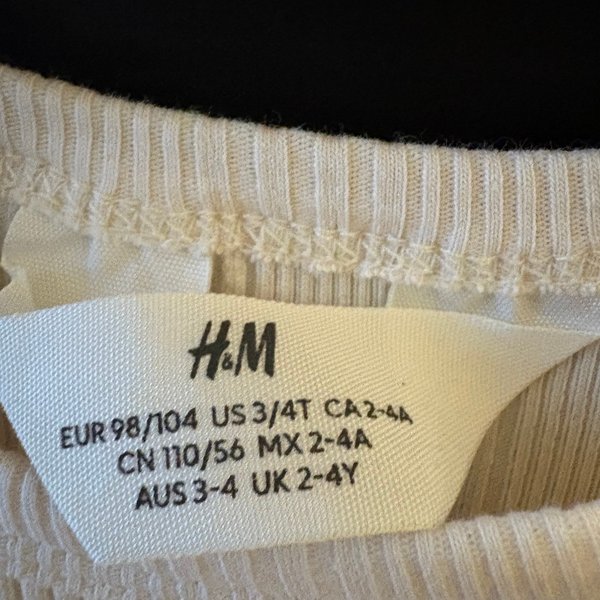 H&M
EUR 98/104 US 3/4T CA 2-4A
CN 110/56 MX 2-4A
AUS 3-4 UK 2-4Y